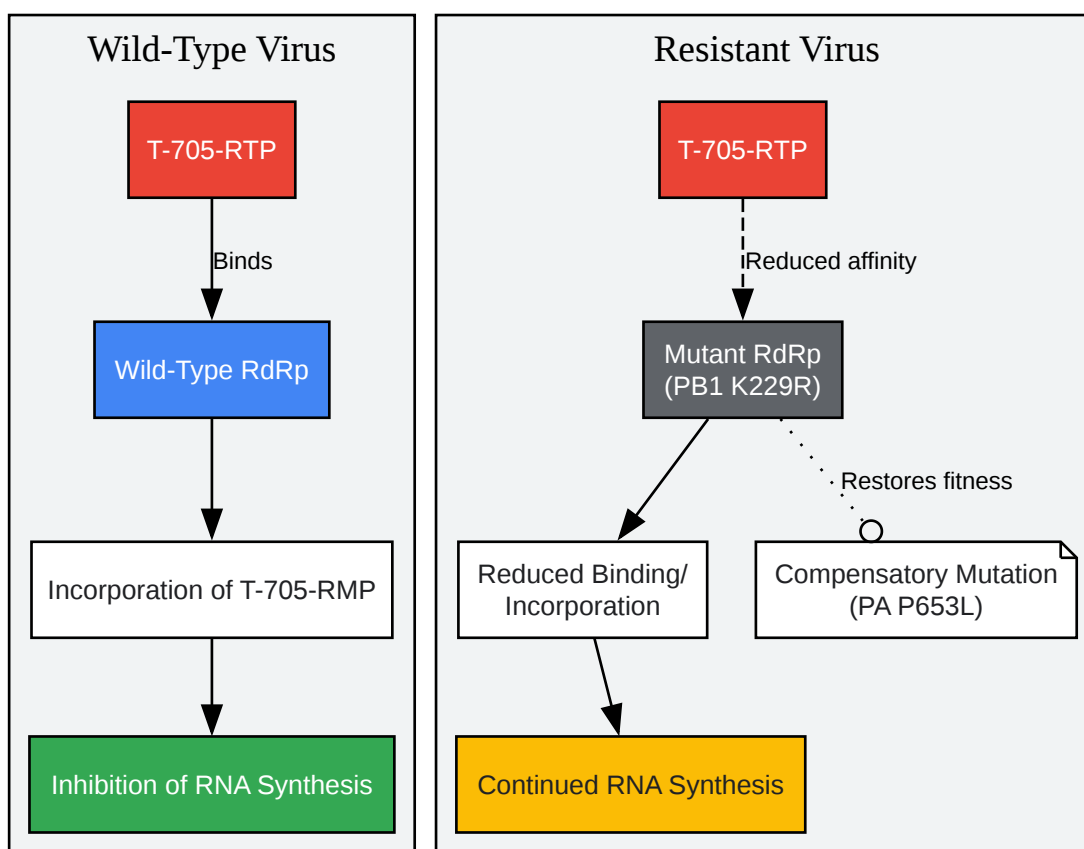 Wild-Type Virus
T-705-RTP
Binds
Wild-Type RdRp
Incorporation of T-705-RMP
Inhibition of RNA Synthesis
Resistant Virus
T-705-RTP
Reduced affinity
Mutant RdRp
(PB1 K229R)
Restores fitness
Reduced Binding/
Incorporation
Compensatory Mutation
(PA P653L)
Continued RNA Synthesis